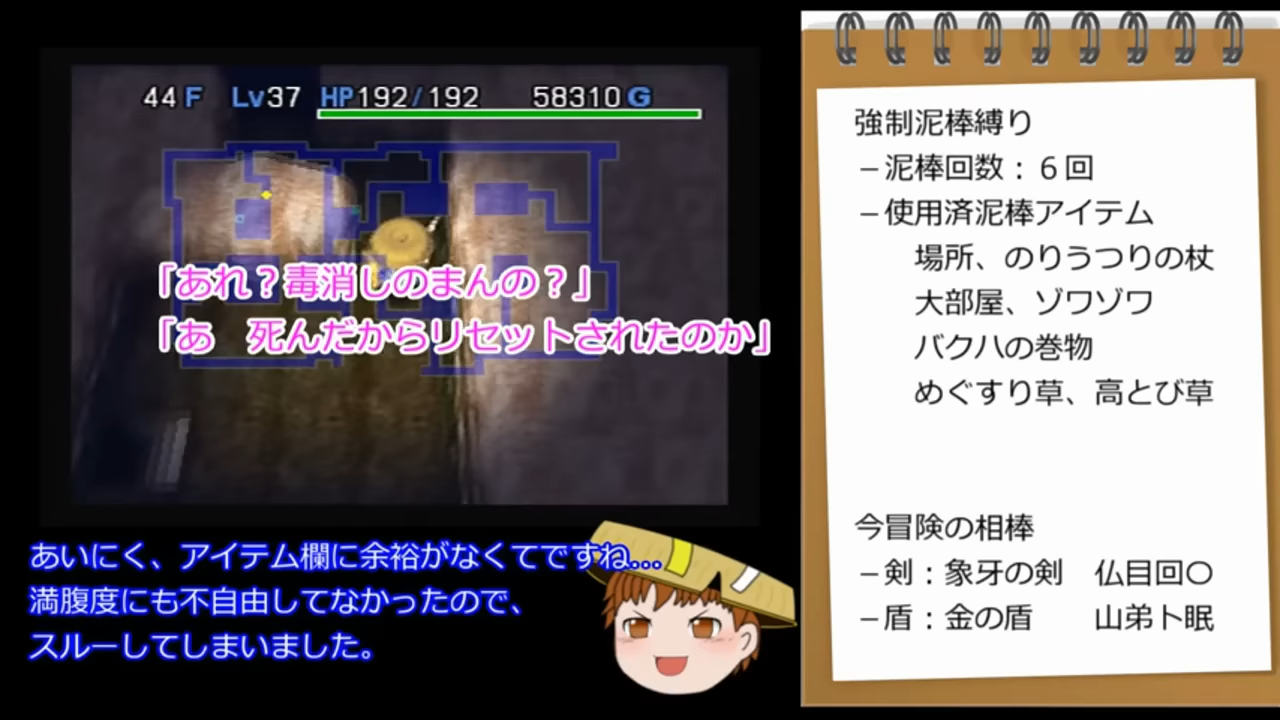 44F Lv37 HP192/192 58310G
「あれ？毒消しのまんの？」
「あ　死んだからリセットされたのか」
あいにく、アイテム欄に余裕がなくてですね...
満腹度にも不自由してなかったので、
スルーしてしまいました。
強制泥棒縛り
－泥棒回数：６回
－使用済泥棒アイテム
場所、のりうつりの杖
大部屋、ゾワゾワ
バクハの巻物
めぐすり草、高とび草
今冒険の相棒
－剣：象牙の剣　仏目回〇
－盾：金の盾　　山弟ト眠